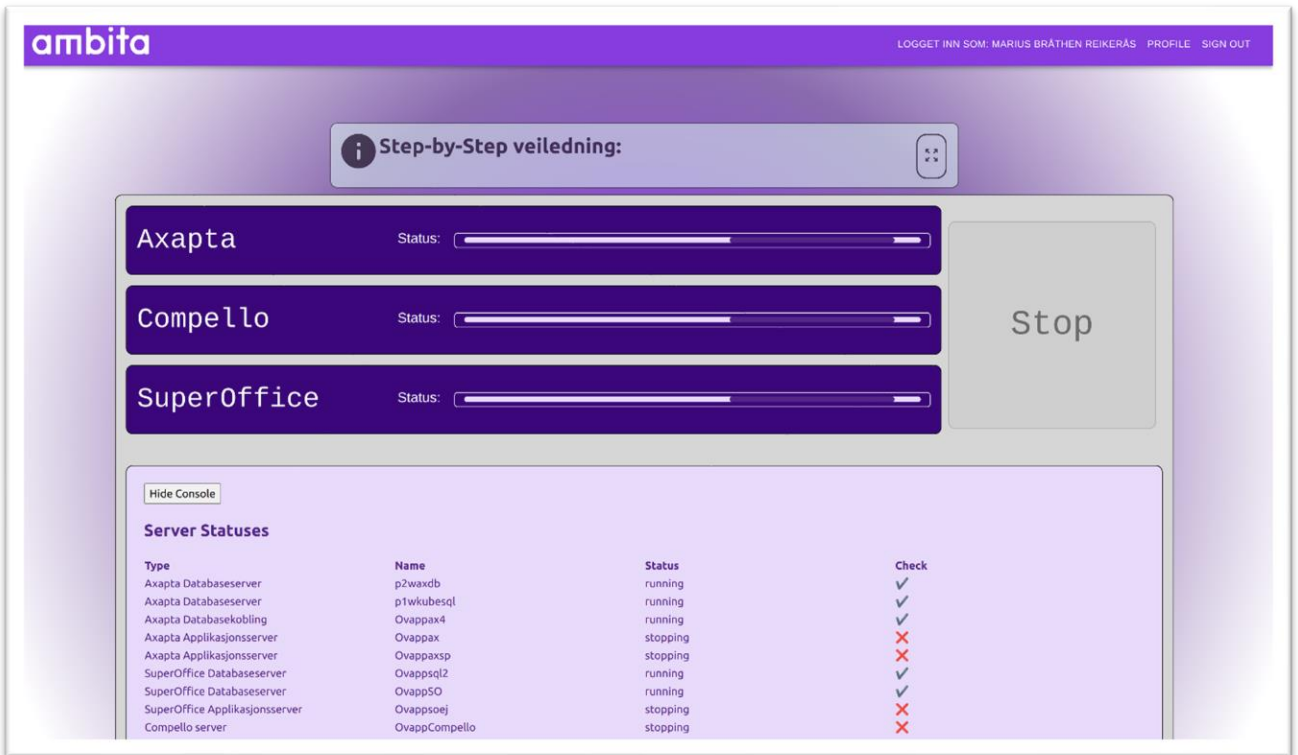 ambita
LOGGET INN SOM: MARIUS BRÅTHEN REIKERÅS PROFILE SIGN OUT
Step-by-Step veiledning:
Axapta Status:
Compello Status:
SuperOffice Status:
Stop
Hide Console
Server Statuses
Type Name Status Check
Axapta Databaseserver p2waxdb running ✔
Axapta Databaseserver p1wkubesql running ✔
Axapta Databasekobling Ovappax4 running ✔
Axapta Applikasjonsserver Ovappax stopping ❌
Axapta Applikasjonsserver Ovappaxsp stopping ❌
SuperOffice Databaseserver Ovappsql2 running ✔
SuperOffice Databaseserver OvappSO running ✔
SuperOffice Applikasjonsserver Ovappsoej stopping ❌
Compello server OvappCompello stopping ❌